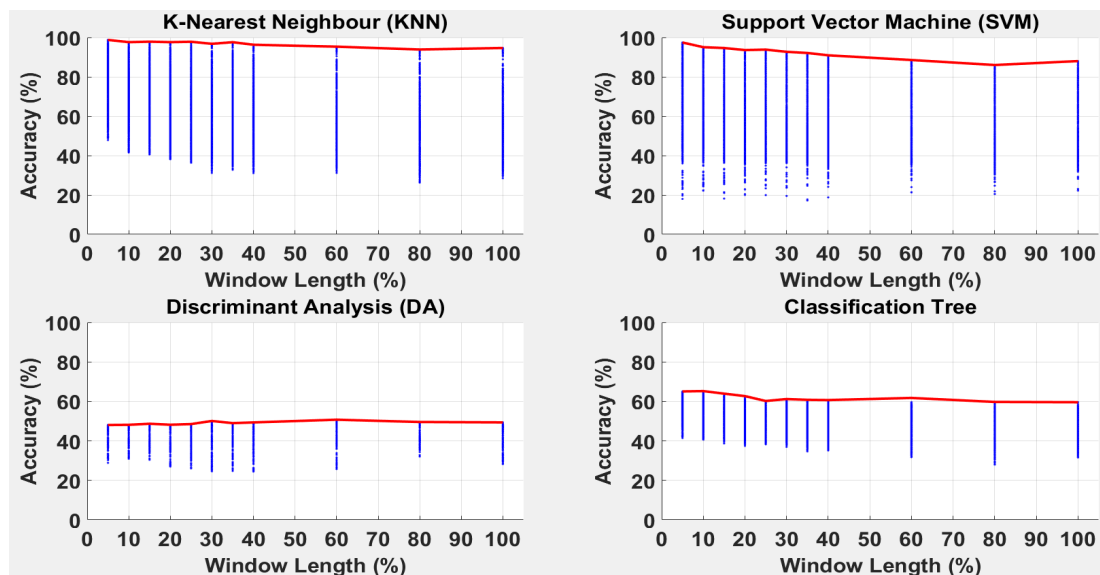 K-Nearest Neighbour (KNN)
100
80
60
40
20
0
Accuracy (%)
0 10 20 30 40 50 60 70 80 90 100
Window Length (%)
Support Vector Machine (SVM)
100
80
60
40
20
0
Accuracy (%)
0 10 20 30 40 50 60 70 80 90 100
Window Length (%)
Discriminant Analysis (DA)
100
80
60
40
20
0
Accuracy (%)
0 10 20 30 40 50 60 70 80 90 100
Window Length (%)
Classification Tree
100
80
60
40
20
0
Accuracy (%)
0 10 20 30 40 50 60 70 80 90 100
Window Length (%)